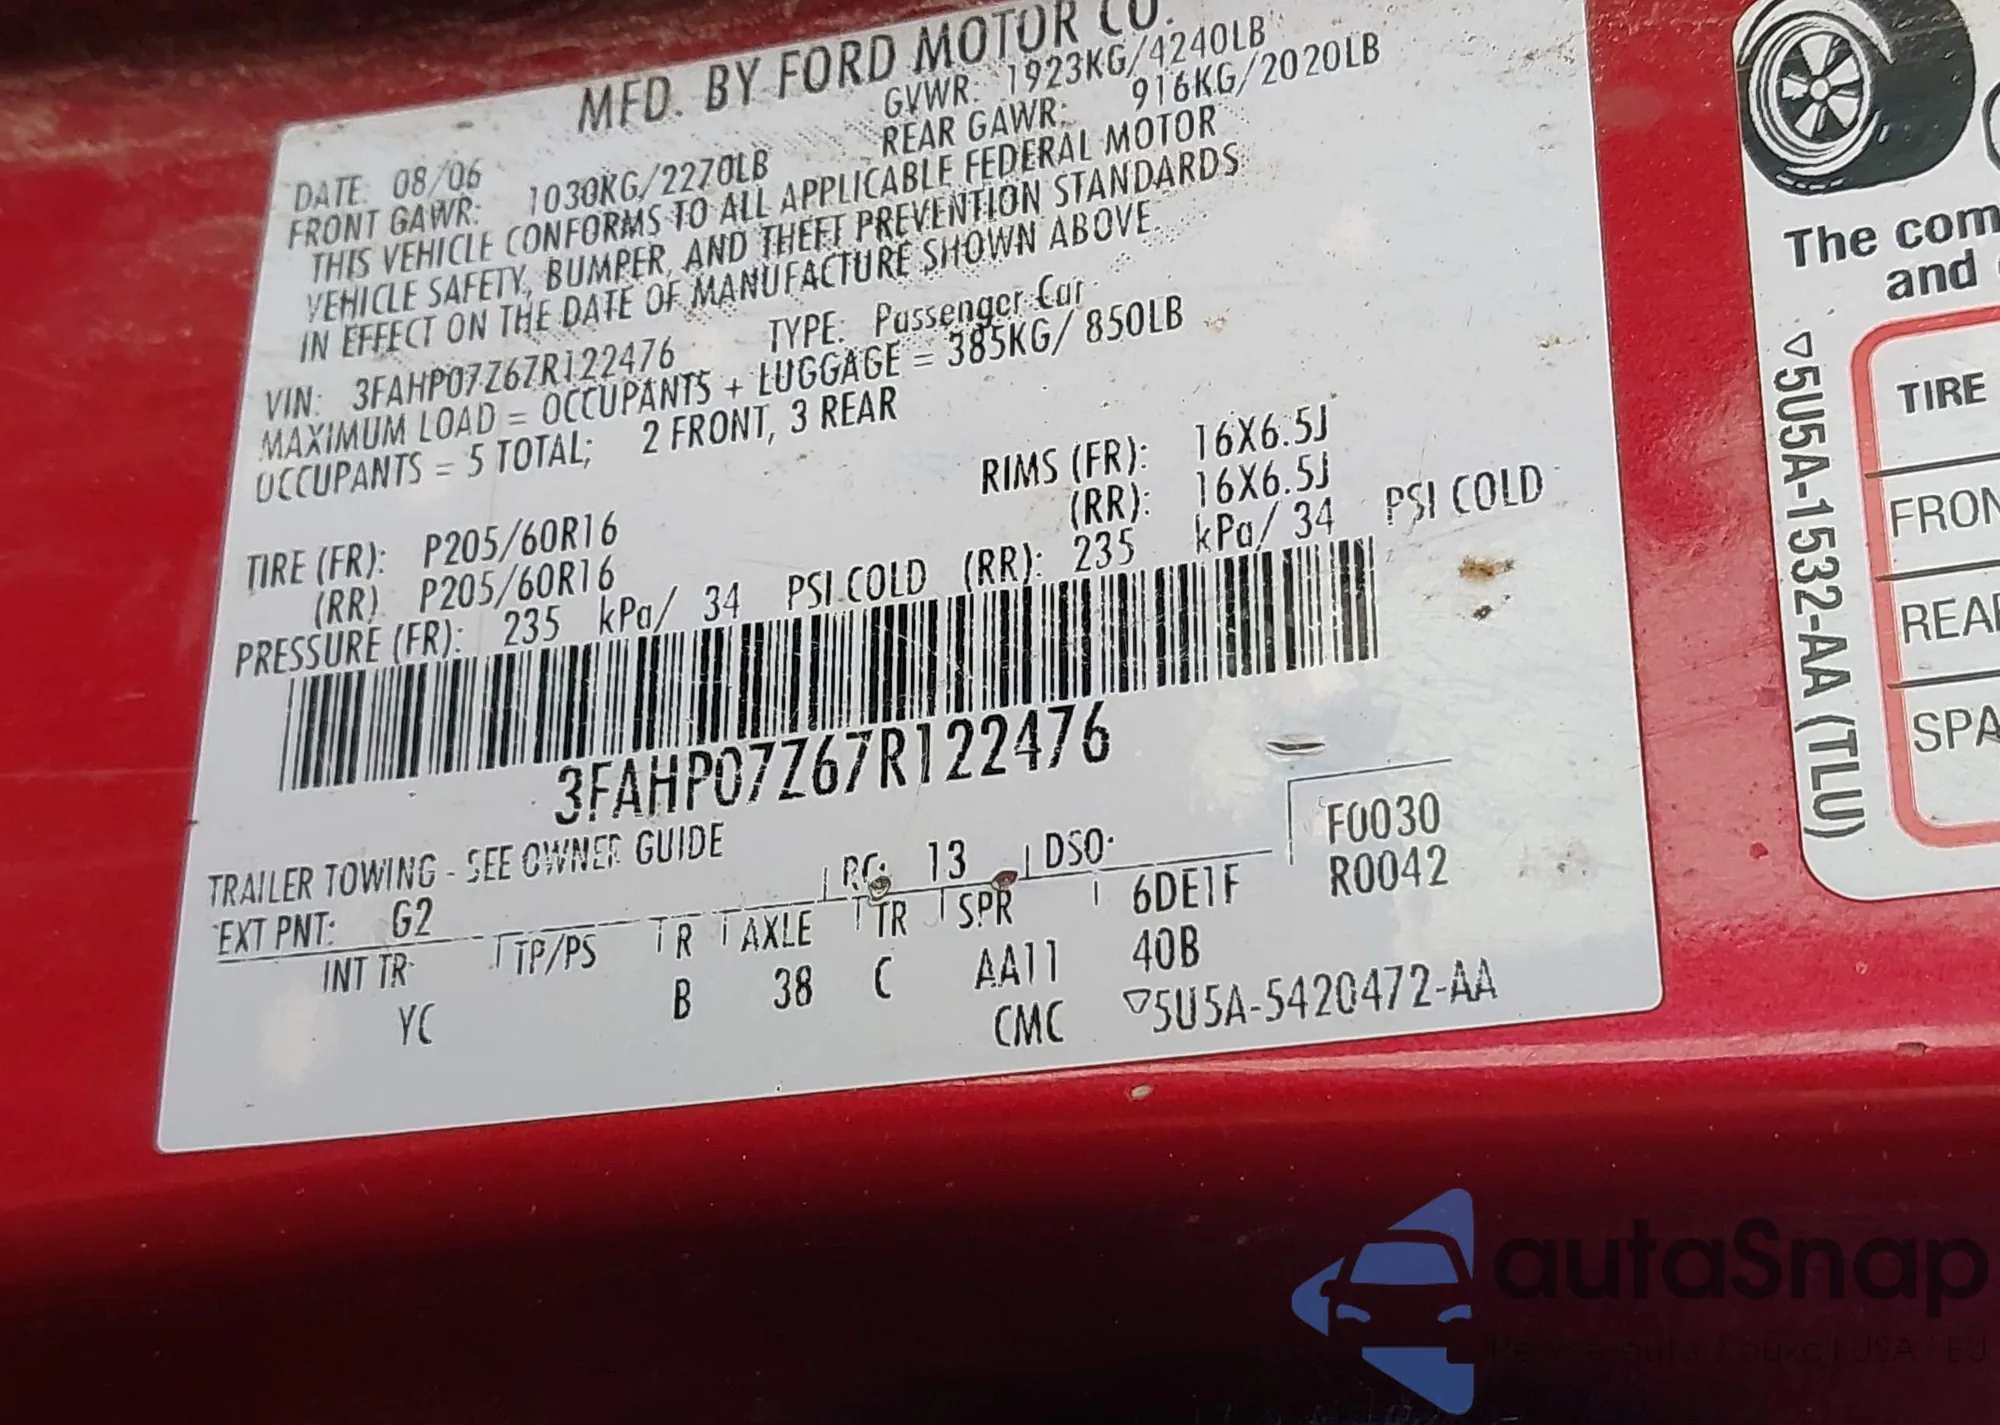 MFD. BY FORD MOTOR CO.
DATE: 08/06 GVWR: 1923KG/4240LB
FRONT GAWR: 1030KG/2270LB REAR GAWR: 916KG/2020LB
THIS VEHICLE CONFORMS TO ALL APPLICABLE FEDERAL MOTOR
VEHICLE SAFETY, BUMPER, AND THEFT PREVENTION STANDARDS
IN EFFECT ON THE DATE OF MANUFACTURE SHOWN ABOVE.
VIN: 3FAHP07Z67R122476 TYPE: Passenger Car
MAXIMUM LOAD = OCCUPANTS + LUGGAGE = 385KG/ 850LB
OCCUPANTS = 5 TOTAL; 2 FRONT, 3 REAR
TIRE (FR): P205/60R16 RIMS (FR): 16X6.5J
(RR) P205/60R16 (RR): 16X6.5J
PRESSURE (FR): 235 kPa/ 34 PSI COLD (RR): 235 kPa/ 34 PSI COLD
3FAHP07Z67R122476
TRAILER TOWING - SEE OWNER GUIDE
EXT PNT: G2 RC: 13 DSO: F0030
INT TR TP/PS R AXLE TR SPR 6DE1F R0042
YC B 38 C AA11 40B
CMC ▽5U5A-5420472-AA
The com
and
▽5U5A-1532-AA (TLU)
TIRE
FRON
REAR
SPA
autoSnap